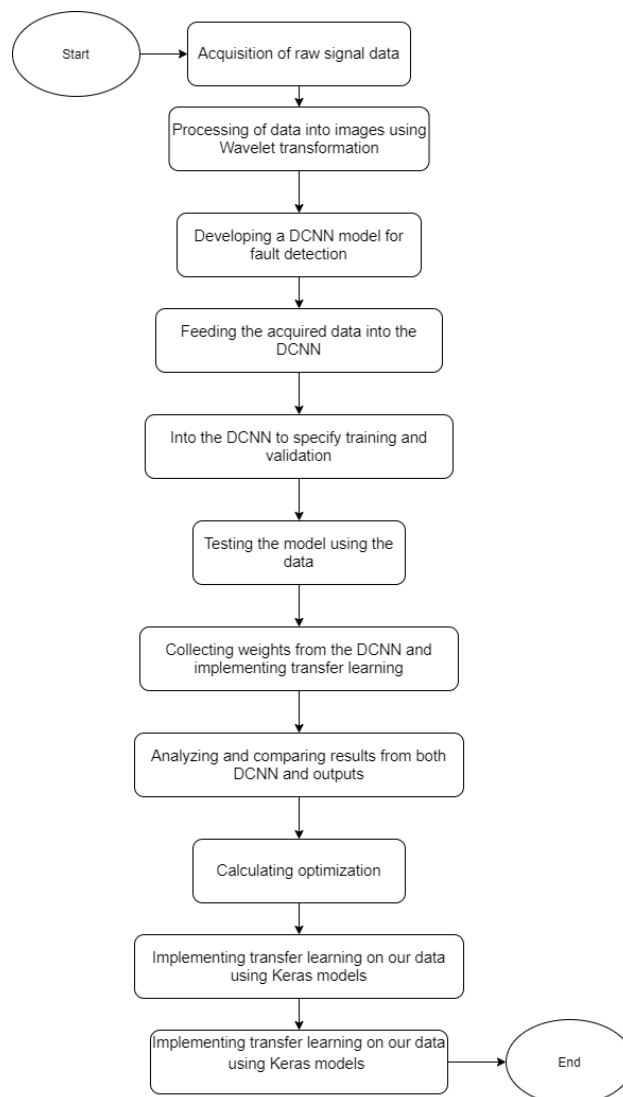 Start
Acquisition of raw signal data
Processing of data into images using
Wavelet transformation
Developing a DCNN model for
fault detection
Feeding the acquired data into the
DCNN
Into the DCNN to specify training and
validation
Testing the model using the
data
Collecting weights from the DCNN and
implementing transfer learning
Analyzing and comparing results from both
DCNN and outputs
Calculating optimization
Implementing transfer learning on our data
using Keras models
Implementing transfer learning on our data
using Keras models
End